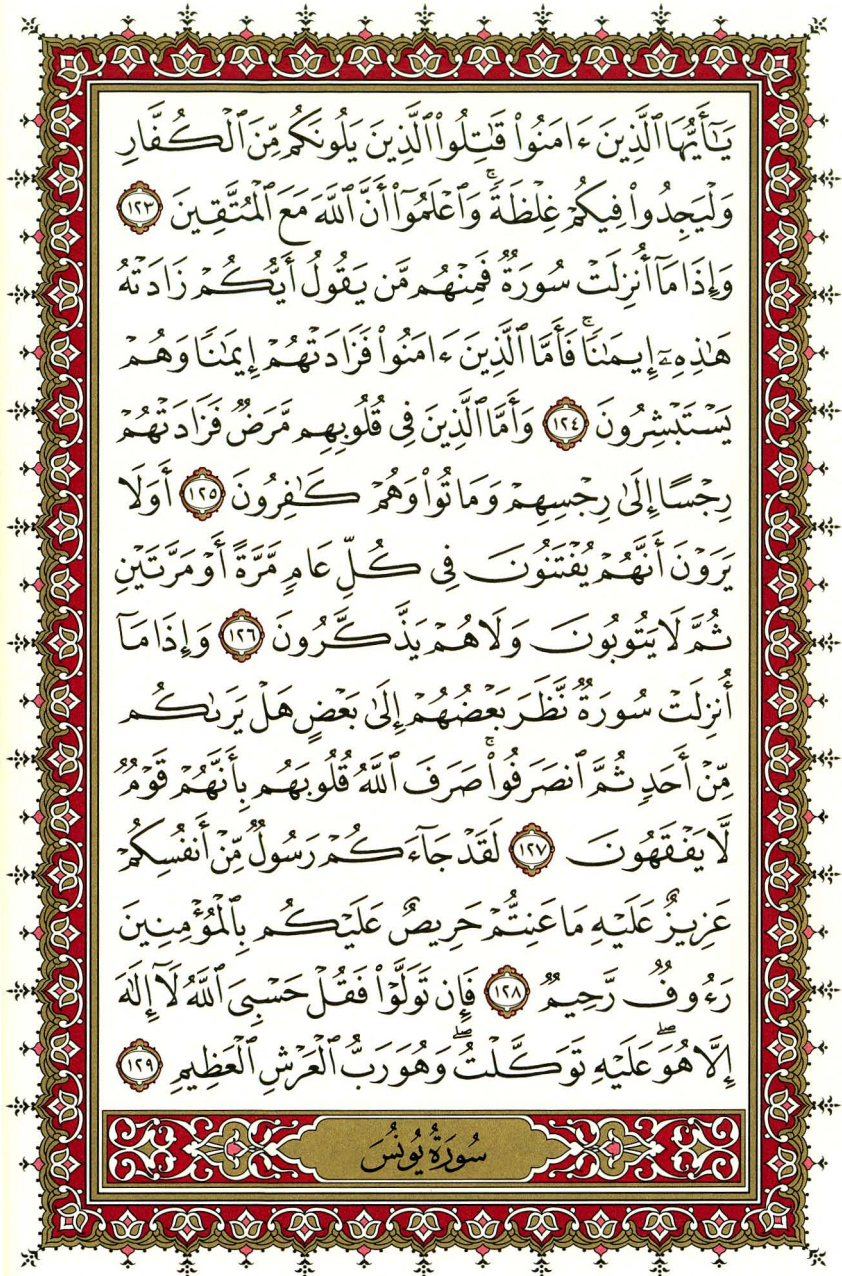 يَـٰٓأَيُّهَا ٱلَّذِينَ ءَامَنُوا۟ قَـٰتِلُوا۟ ٱلَّذِينَ يَلُونَكُم مِّنَ ٱلْكُفَّارِ
وَلْيَجِدُوا۟ فِيكُمْ غِلْظَةًۚ وَٱعْلَمُوٓا۟ أَنَّ ٱللَّهَ مَعَ ٱلْمُتَّقِينَ ١٢٣
وَإِذَا مَآ أُنزِلَتْ سُورَةٌ فَمِنْهُم مَّن يَقُولُ أَيُّكُمْ زَادَتْهُ
هَـٰذِهِۦٓ إِيمَـٰنًاۚ فَأَمَّا ٱلَّذِينَ ءَامَنُوا۟ فَزَادَتْهُمْ إِيمَـٰنًا وَهُمْ
يَسْتَبْشِرُونَ ١٢٤ وَأَمَّا ٱلَّذِينَ فِى قُلُوبِهِم مَّرَضٌ فَزَادَتْهُمْ
رِجْسًا إِلَىٰ رِجْسِهِمْ وَمَاتُوا۟ وَهُمْ كَـٰفِرُونَ ١٢٥ أَوَلَا
يَرَوْنَ أَنَّهُمْ يُفْتَنُونَ فِى كُلِّ عَامٍ مَّرَّةً أَوْ مَرَّتَيْنِ
ثُمَّ لَا يَتُوبُونَ وَلَا هُمْ يَذَّكَّرُونَ ١٢٦ وَإِذَا مَآ
أُنزِلَتْ سُورَةٌ نَّظَرَ بَعْضُهُمْ إِلَىٰ بَعْضٍ هَلْ يَرَىٰكُم
مِّنْ أَحَدٍ ثُمَّ ٱنصَرَفُوا۟ۚ صَرَفَ ٱللَّهُ قُلُوبَهُم بِأَنَّهُمْ قَوْمٌ
لَّا يَفْقَهُونَ ١٢٧ لَقَدْ جَآءَكُمْ رَسُولٌ مِّنْ أَنفُسِكُمْ
عَزِيزٌ عَلَيْهِ مَا عَنِتُّمْ حَرِيصٌ عَلَيْكُم بِٱلْمُؤْمِنِينَ
رَءُوفٌ رَّحِيمٌ ١٢٨ فَإِن تَوَلَّوْا۟ فَقُلْ حَسْبِىَ ٱللَّهُ لَآ إِلَـٰهَ
إِلَّا هُوَۖ عَلَيْهِ تَوَكَّلْتُۖ وَهُوَ رَبُّ ٱلْعَرْشِ ٱلْعَظِيمِ ١٢٩
سُورَةُ يُونُسَ